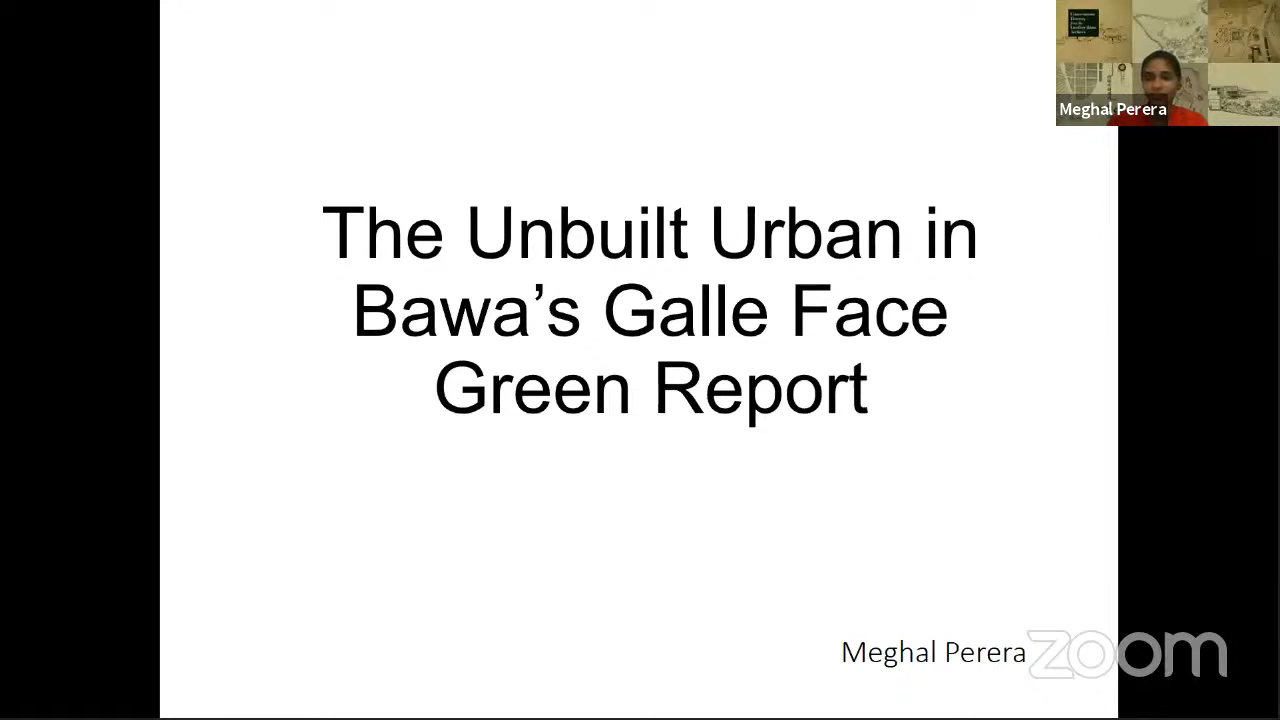 Meghal Perera
The Unbuilt Urban in
Bawa’s Galle Face
Green Report
Meghal Perera
zoom